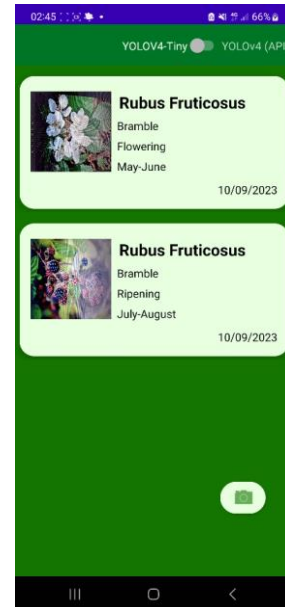 02:45
66%
YOLOV4-Tiny YOLOv4 (API
Rubus Fruticosus
Bramble
Flowering
May-June
10/09/2023
Rubus Fruticosus
Bramble
Ripening
July-August
10/09/2023